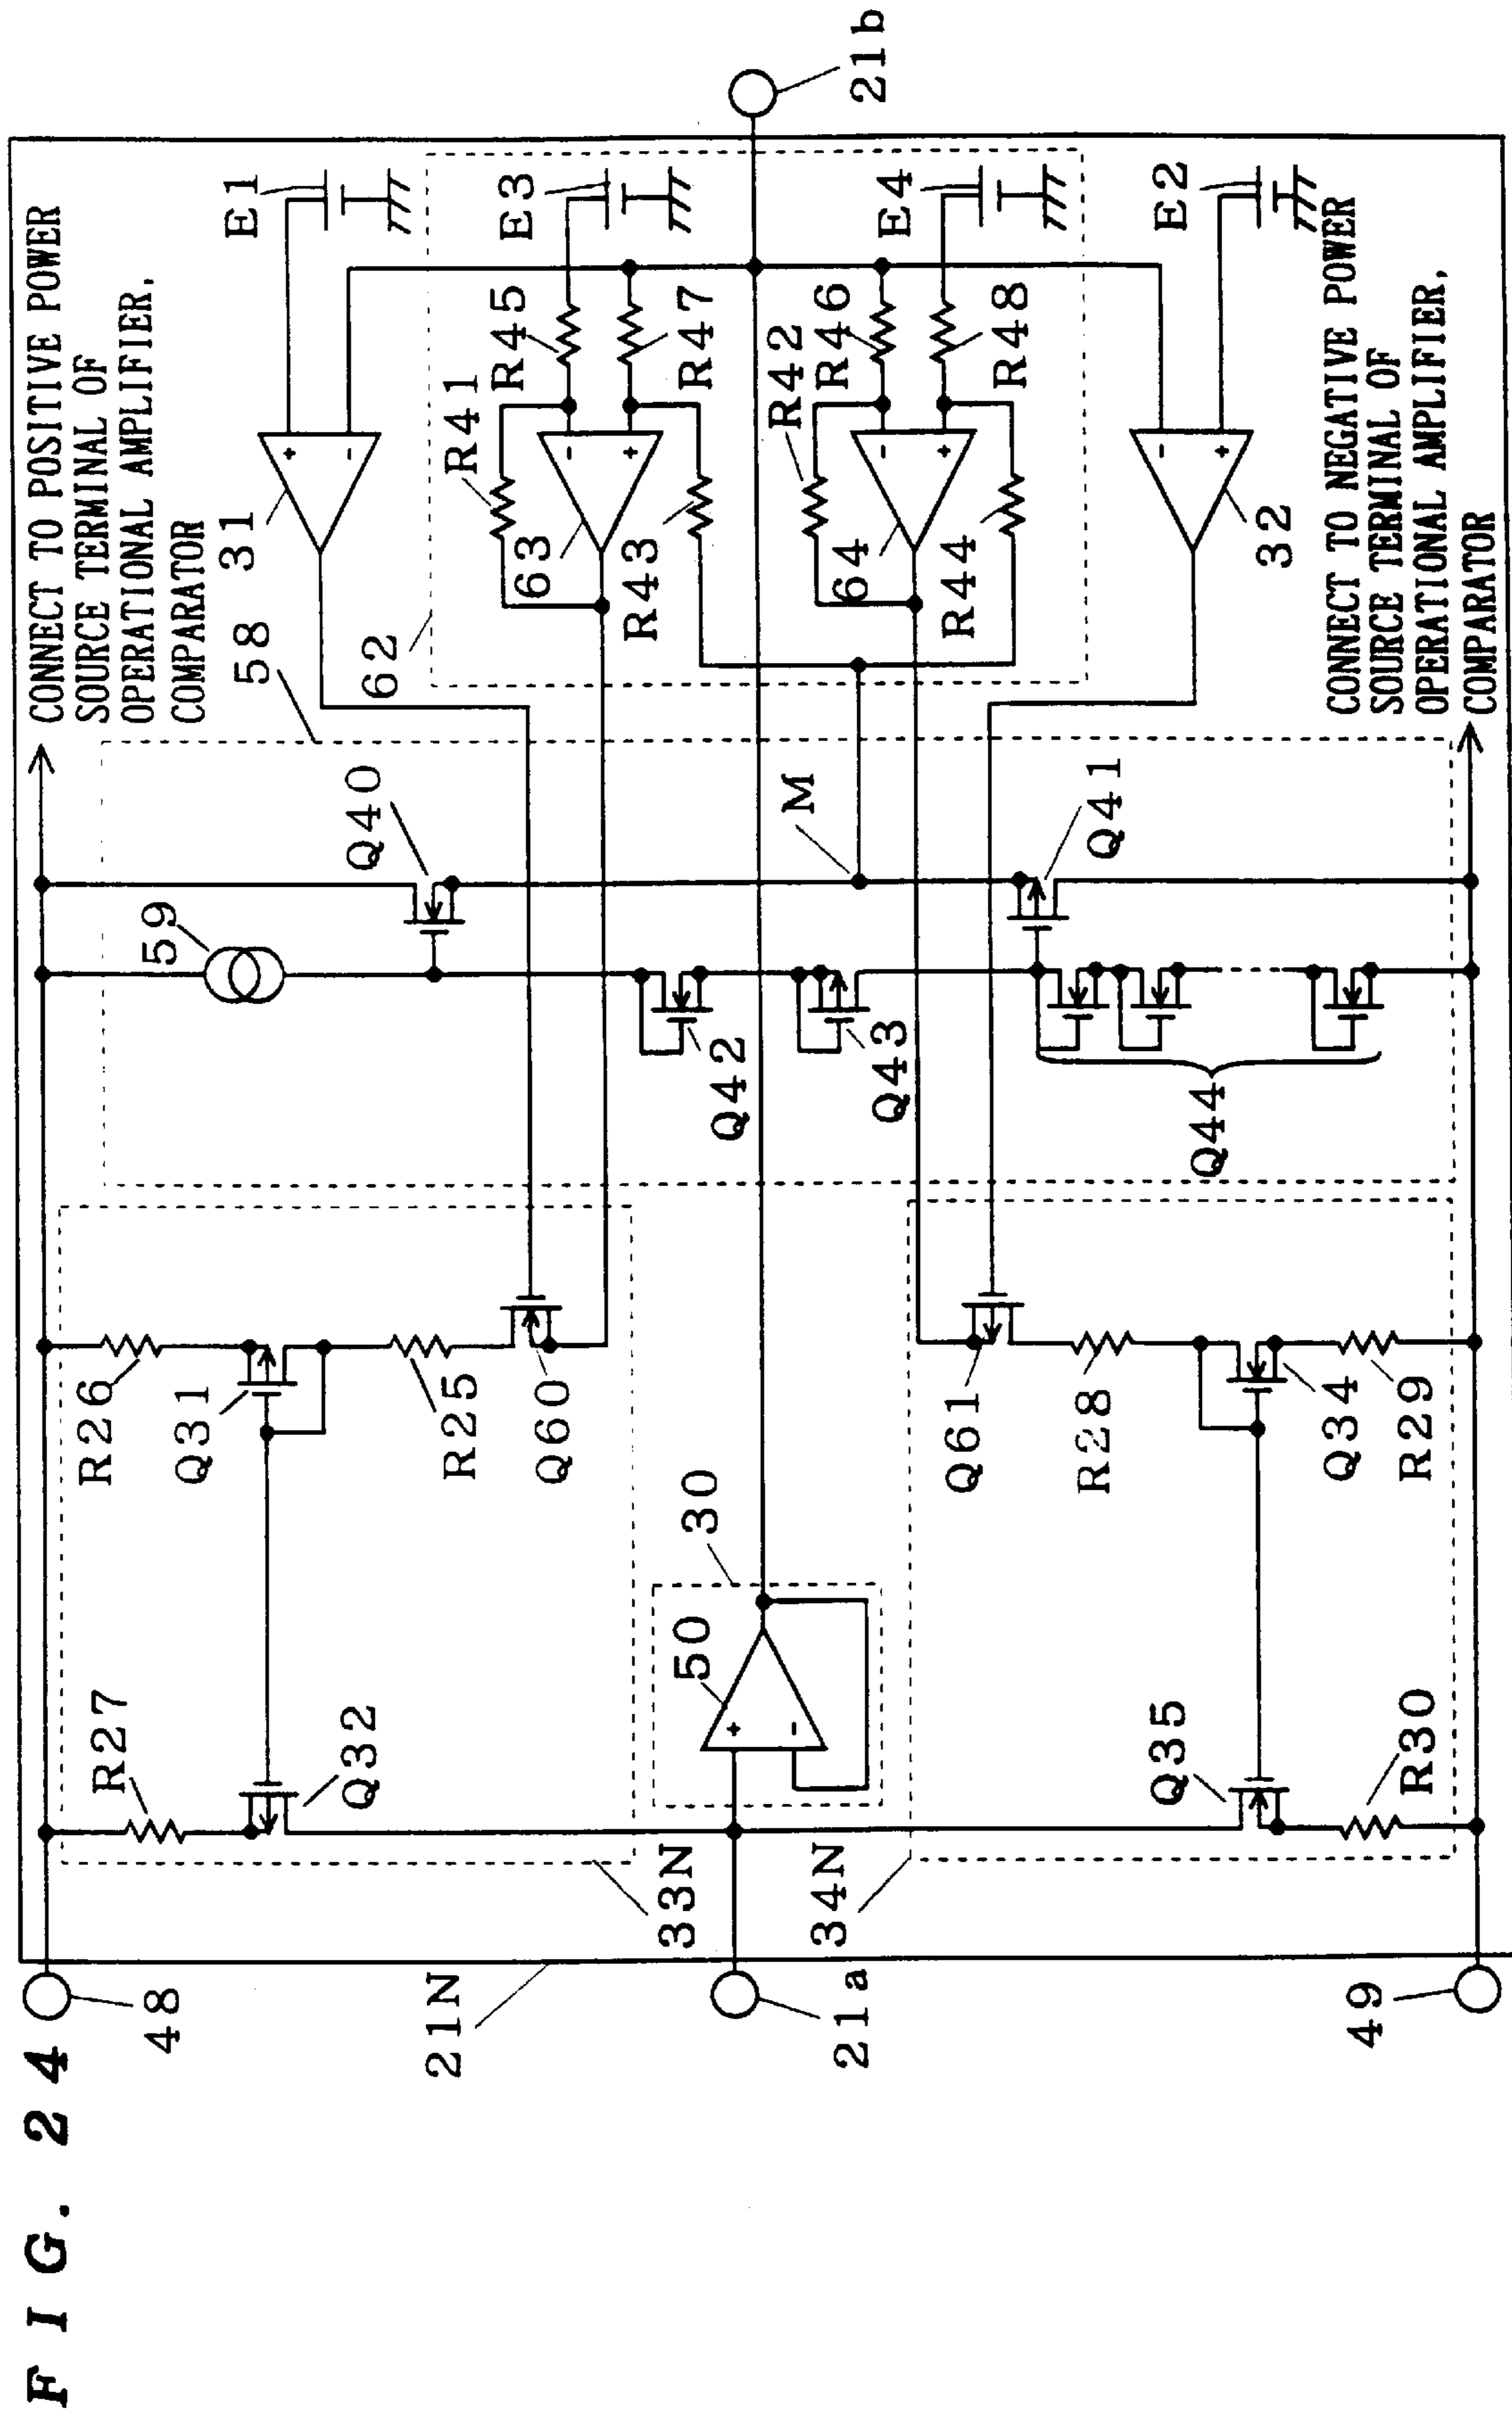 FIG. 24
CONNECT TO POSITIVE POWER
SOURCE TERMINAL OF
OPERATIONAL AMPLIFIER,
COMPARATOR
58
31
E1
62
63
R41
R45
E3
R43
R47
59
Q40
M
Q42
Q43
Q44
Q41
64
R42
R46
E4
R44
R48
32
E2
CONNECT TO NEGATIVE POWER
SOURCE TERMINAL OF
OPERATIONAL AMPLIFIER,
COMPARATOR
21b
48
21N
21a
49
R27
Q32
33N
R26
Q31
R25
Q60
50
30
34N
Q35
R30
Q61
R28
Q34
R29
+
-
+
-
-
+
-
+
-
+